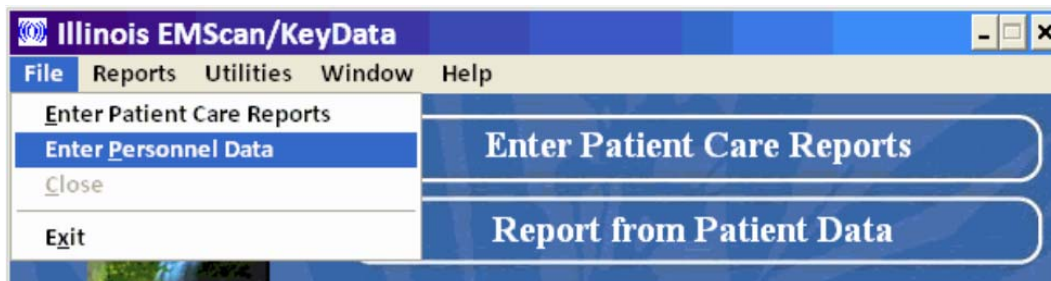 Illinois EMScan/KeyData
File Reports Utilities Window Help
Enter Patient Care Reports
Enter Personnel Data
Close
Exit
Enter Patient Care Reports
Report from Patient Data